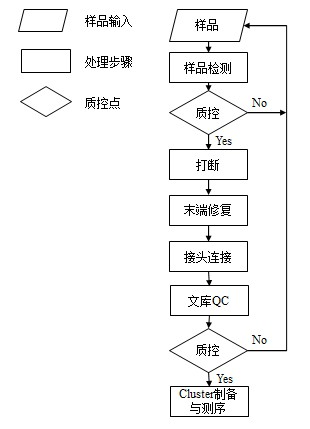 样品输入
处理步骤
质控点
样品
样品检测
质控
No
Yes
打断
末端修复
接头连接
文库QC
质控
No
Yes
Cluster制备
与测序